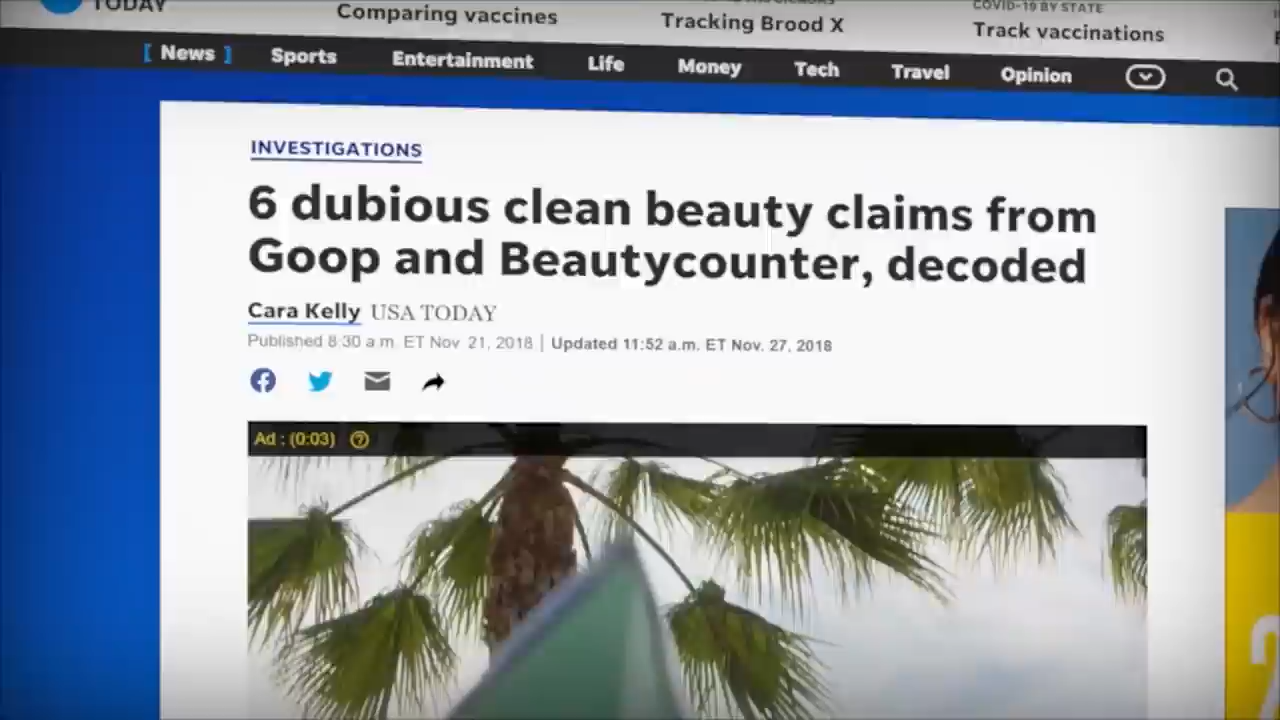 TODAY
Comparing vaccines
Tracking Brood X
COVID-19 BY STATE
Track vaccinations
[ News ] Sports Entertainment Life Money Tech Travel Opinion
INVESTIGATIONS
6 dubious clean beauty claims from
Goop and Beautycounter, decoded
Cara Kelly USA TODAY
Published 8:30 a.m. ET Nov. 21, 2018 | Updated 11:52 a.m. ET Nov. 27, 2018
Ad : (0:03)
2